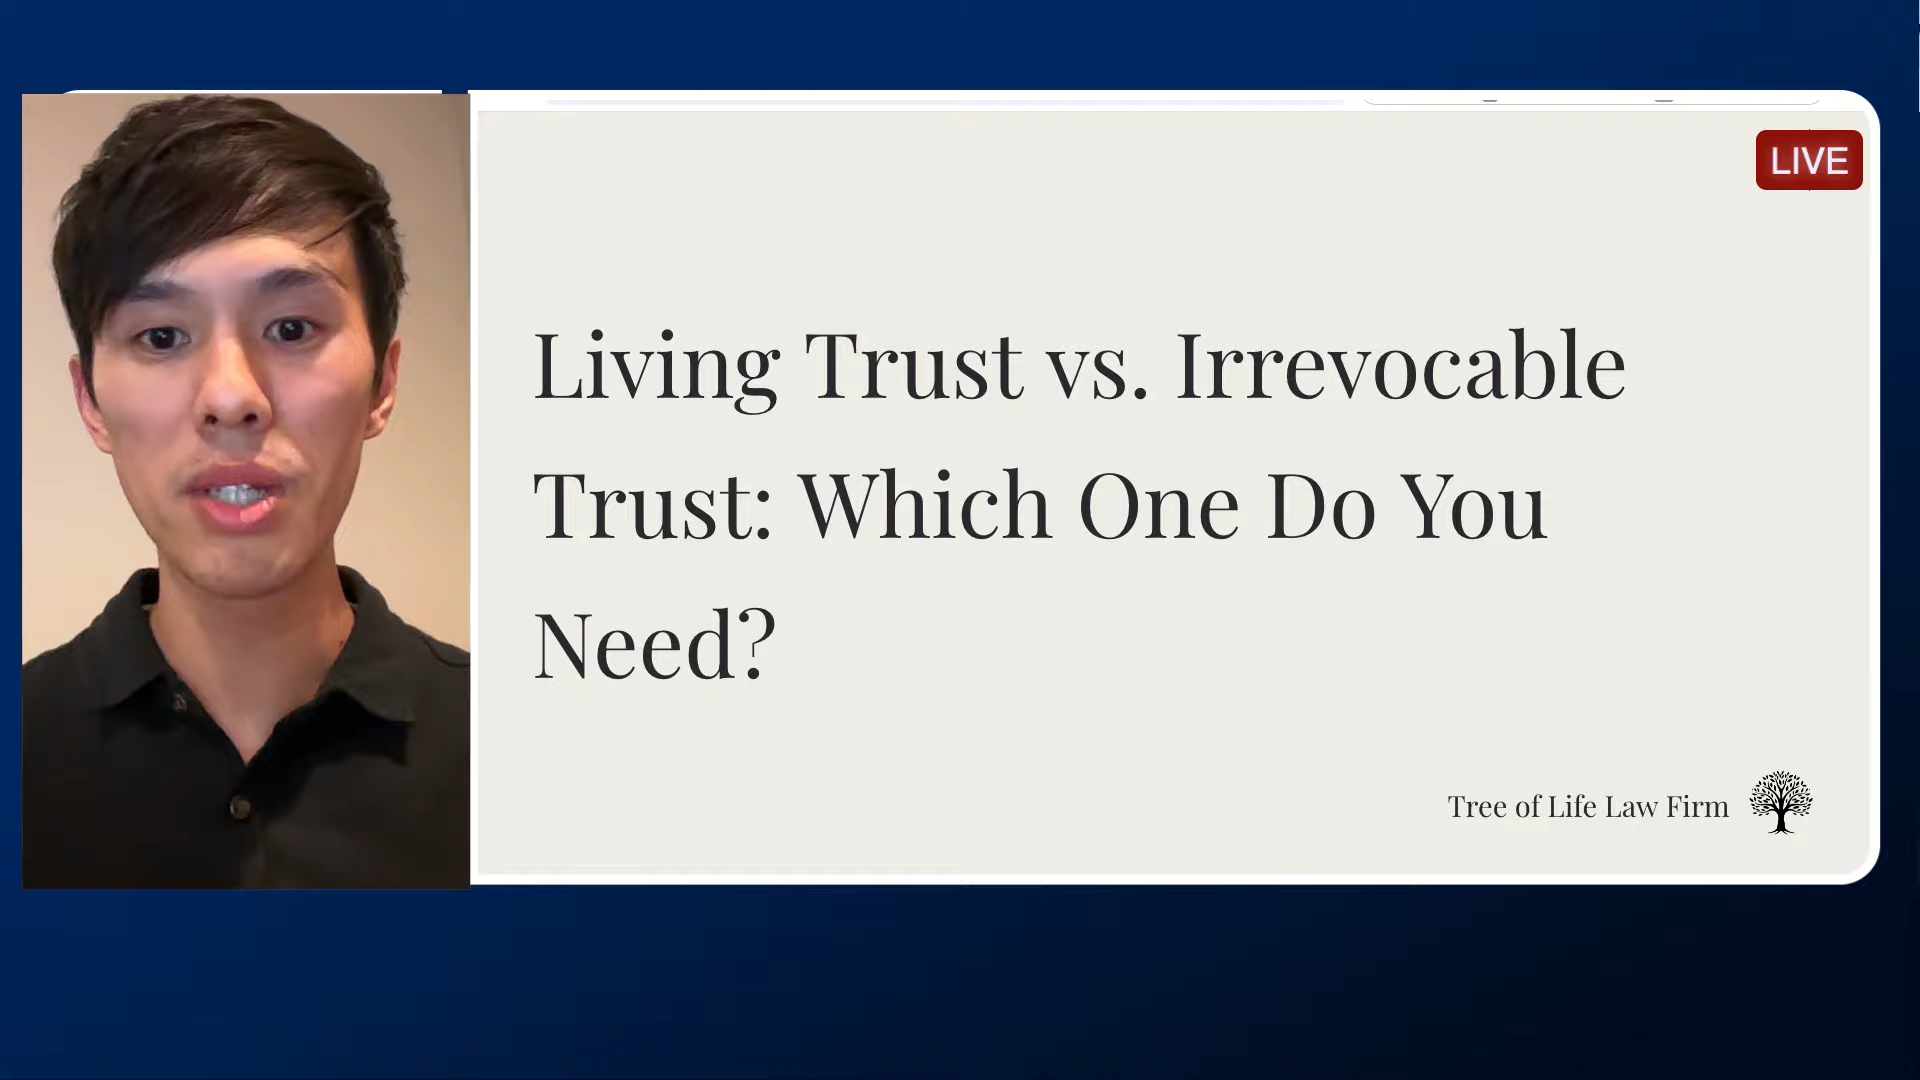 LIVE
Living Trust vs. Irrevocable
Trust: Which One Do You
Need?
Tree of Life Law Firm